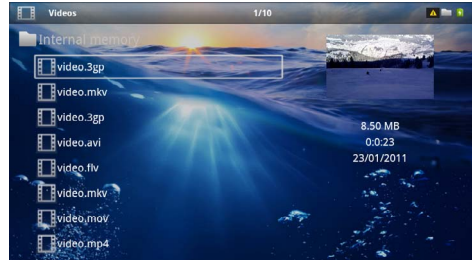 Videos 1/10
Internal memory
video.3gp
video.mkv
video.3gp
video.avi
video.flv
video.mkv
video.mov
video.mp4
8.50 MB
0:0:23
23/01/2011